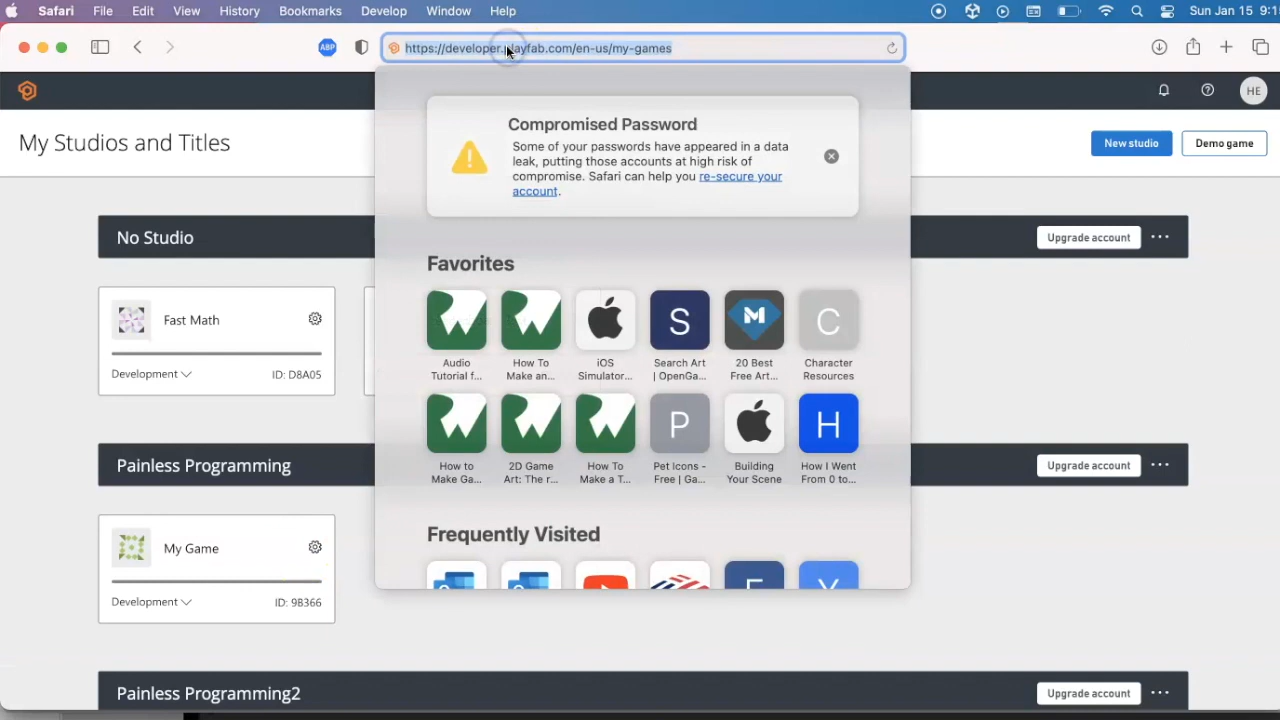 Safari File Edit View History Bookmarks Develop Window Help Sun Jan 15
ABP https://developer.playfab.com/en-us/my-games
HE
My Studios and Titles New studio Demo game
Compromised Password
Some of your passwords have appeared in a data
leak, putting those accounts at high risk of
compromise. Safari can help you re-secure your
account.
No Studio Upgrade account
Favorites
Fast Math
S M C
Development ID: D8A05
Audio How To iOS Search Art 20 Best Character
Tutorial f... Make an... Simulator... | OpenGa... Free Art... Resources
P H
Painless Programming Upgrade account
How to 2D Game How To Pet Icons - Building How I Went
Make Ga... Art: The r... Make a T... Free | Ga... Your Scene From 0 to...
Frequently Visited
My Game
Development ID: 9B366
Painless Programming2 Upgrade account